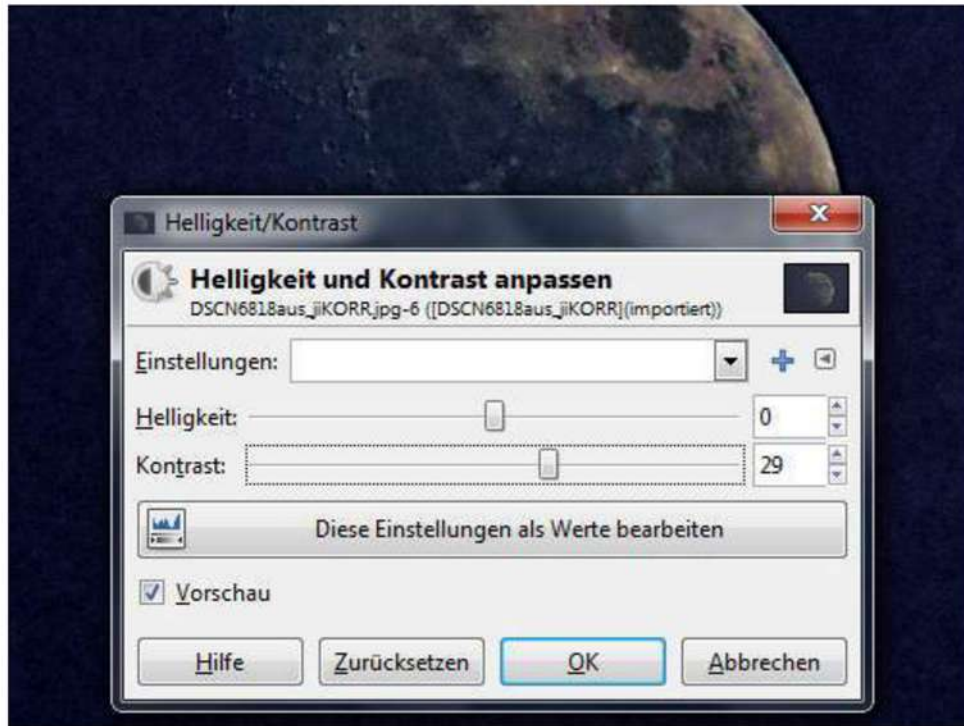 Helligkeit/Kontrast
Helligkeit und Kontrast anpassen
DSCN6818aus_jiKORR.jpg-6 ([DSCN6818aus_jiKORR](importiert))
Einstellungen:
Helligkeit: 0
Kontrast: 29
Diese Einstellungen als Werte bearbeiten
Vorschau
Hilfe Zurücksetzen OK Abbrechen